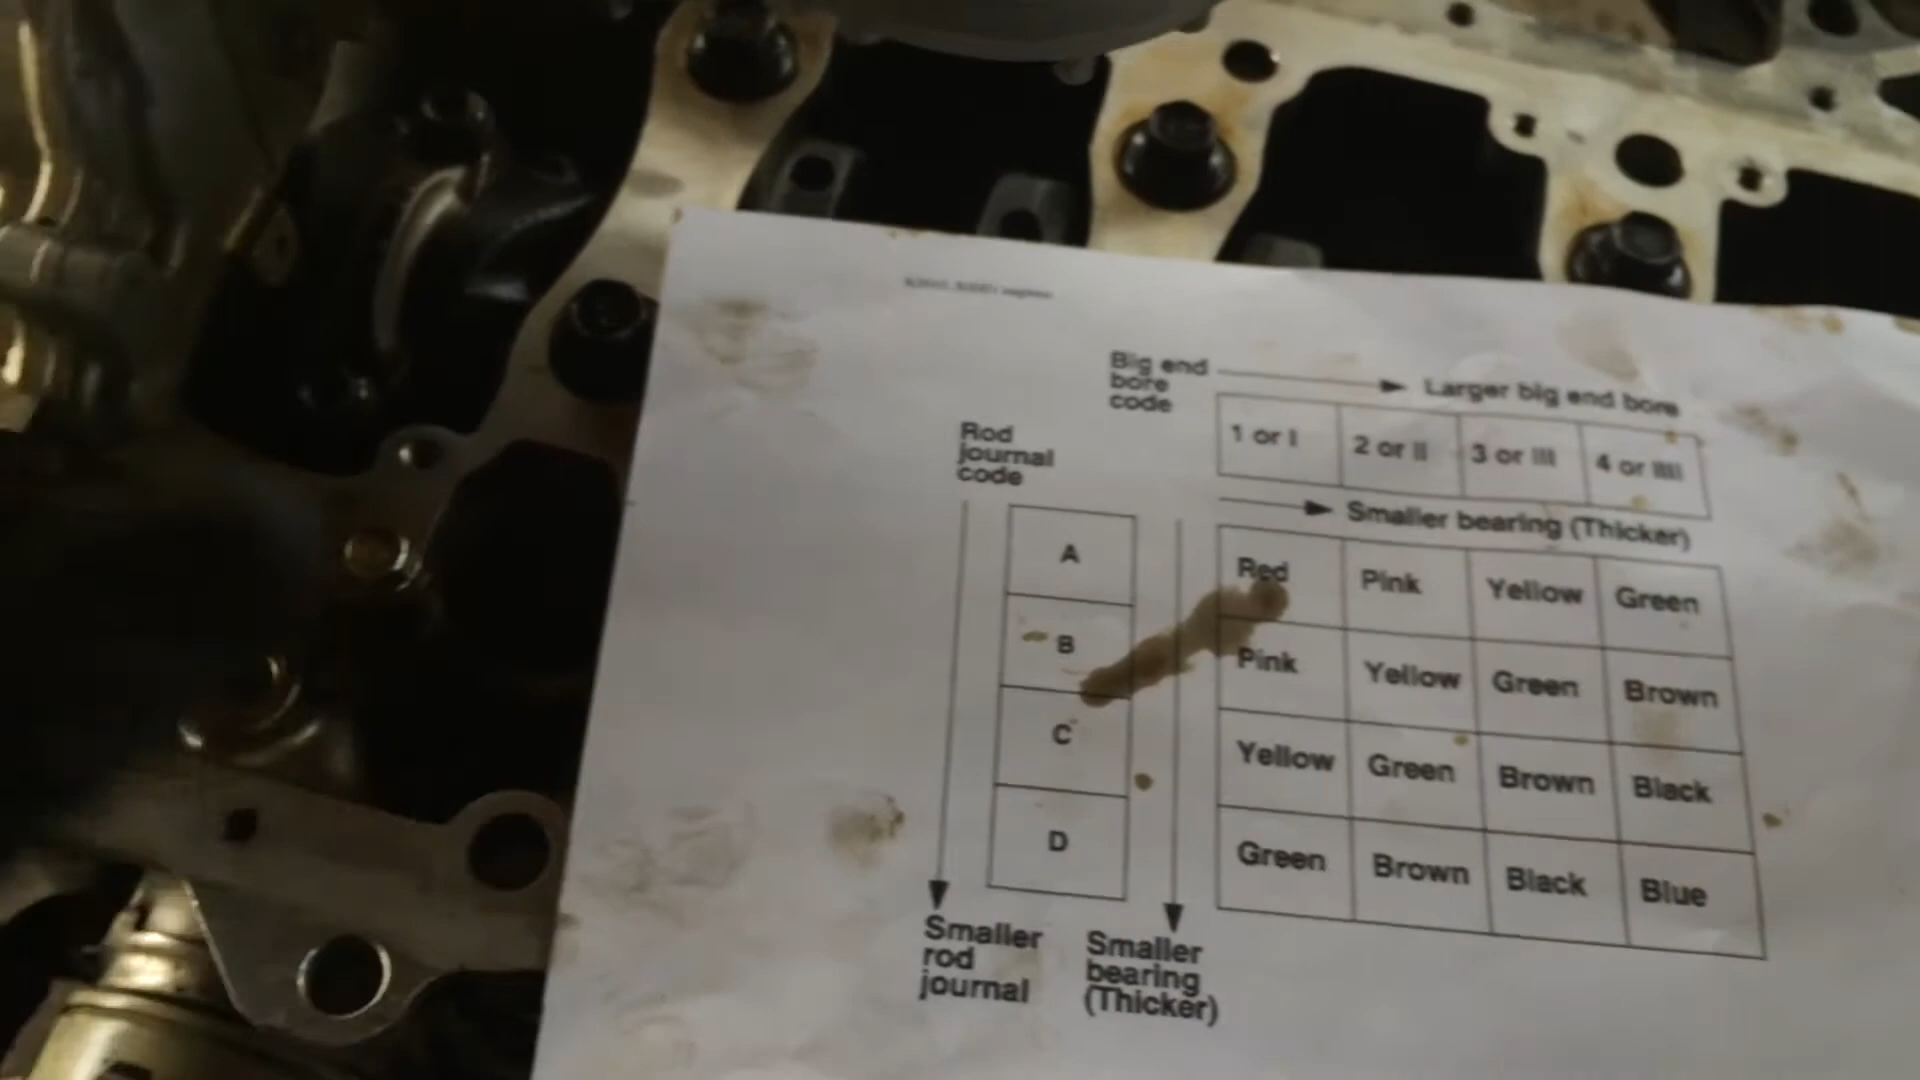 Big end
bore
code
Larger big end bore
1 or I
2 or II
3 or III
4 or IIII
Rod
journal
code
Smaller bearing (Thicker)
A
Red
Pink
Yellow
Green
B
Pink
Yellow
Green
Brown
C
Yellow
Green
Brown
Black
D
Green
Brown
Black
Blue
Smaller
rod
journal
Smaller
bearing
(Thicker)